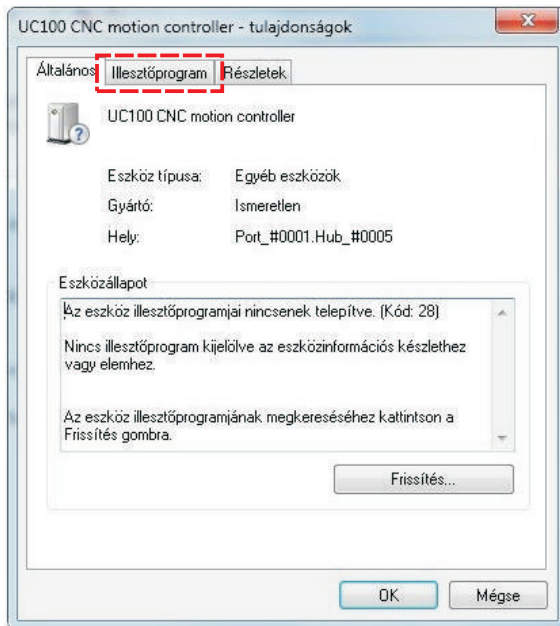 UC100 CNC motion controller - tulajdonságok
Általános Illesztőprogram Részletek
UC100 CNC motion controller
Eszköz típusa: Egyéb eszközök
Gyártó: Ismeretlen
Hely: Port_#0001.Hub_#0005
Eszközállapot
Az eszköz illesztőprogramjai nincsenek telepítve. (Kód: 28)
Nincs illesztőprogram kijelölve az eszközinformációs készlethez
vagy elemhez.
Az eszköz illesztőprogramjának megkereséséhez kattintson a
Frissítés gombra.
Frissítés...
OK Mégse